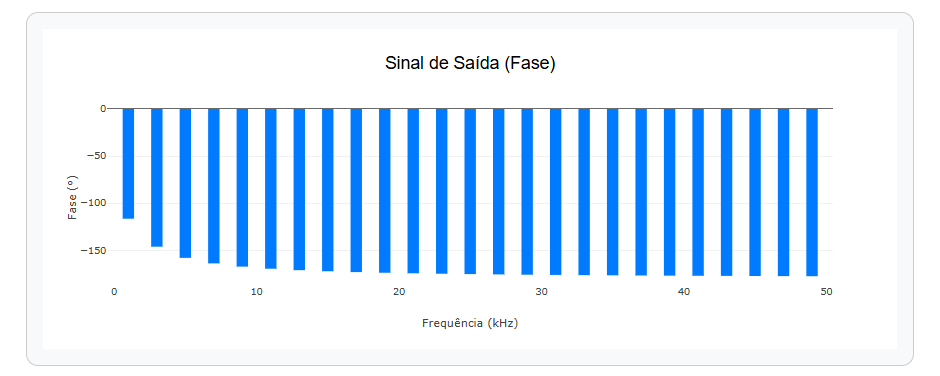 Sinal de Saída (Fase)
0
−50
−100
−150
Fase (°)
0 10 20 30 40 50
Frequência (kHz)